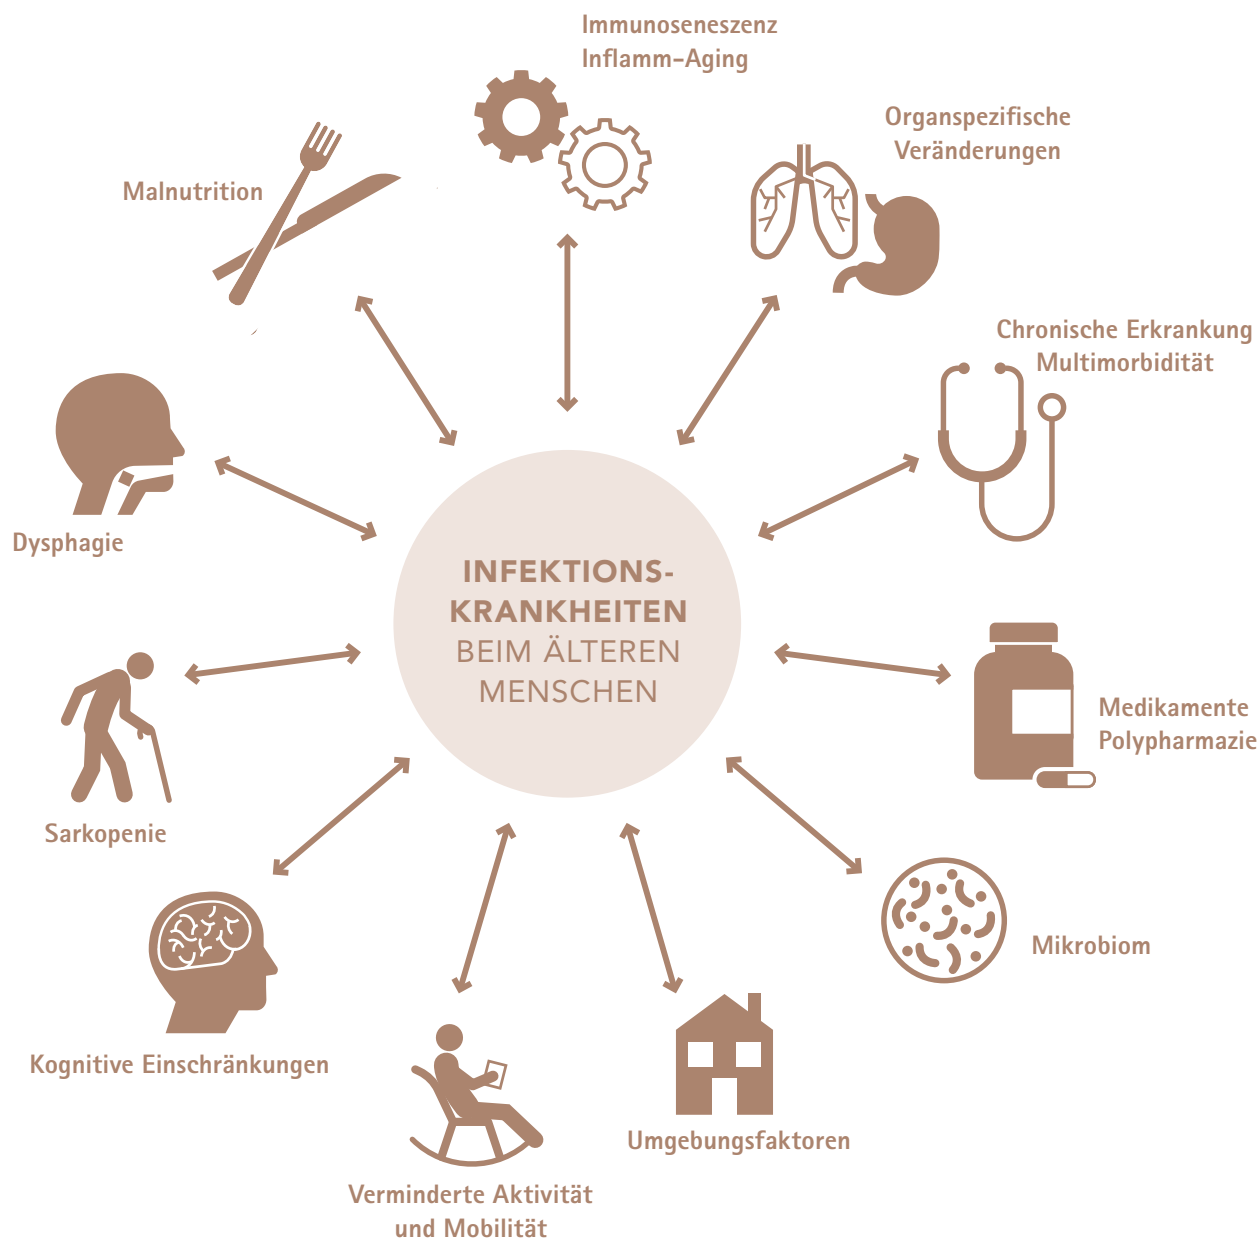 Immunoseneszenz
Inflamm-Aging
Organspezifische
Veränderungen
Malnutrition
Chronische Erkrankung
Multimorbidität
Dysphagie
INFEKTIONS-
KRANKHEITEN
BEIM ÄLTEREN
MENSCHEN
Medikamente
Polypharmazie
Sarkopenie
Mikrobiom
Kognitive Einschränkungen
Umgebungsfaktoren
Verminderte Aktivität
und Mobilität